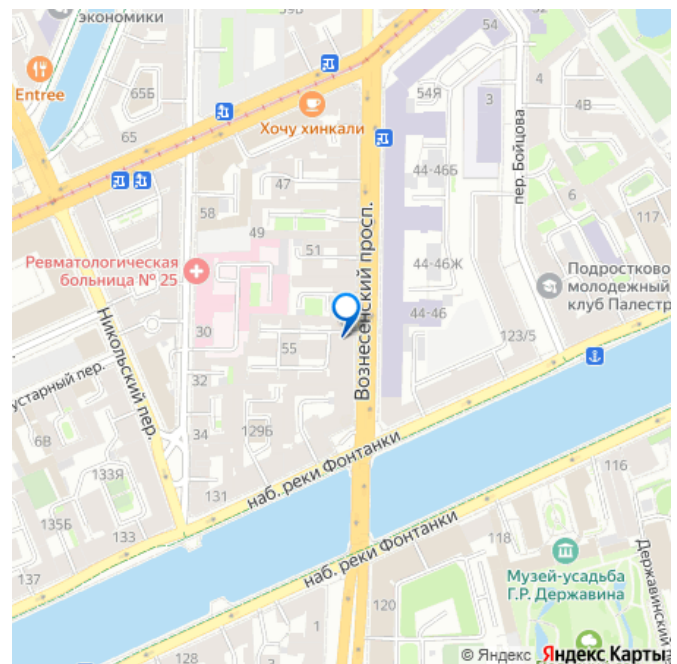 экономики
59В
Entree
65Б
65
Хочу хинкали
54Я
3
4
4В
пер. Бойцова
44-46Б
47
58
49
51
6
117
Ревматологическая
больница № 25
44-46Ж
Подростково
молодежный
клуб Палестр
Вознесенский просп.
44-46
123/5
30
55
Никольский пер.
устарный пер.
32
34
129Б
6В
133Я
131
наб. реки Фонтанки
135Б
133
116
118
наб. реки Фонтанки
137
Музей-усадьба
Г.Р. Державина
Державинский
120
1
128
© Яндекс Яндекс Карты